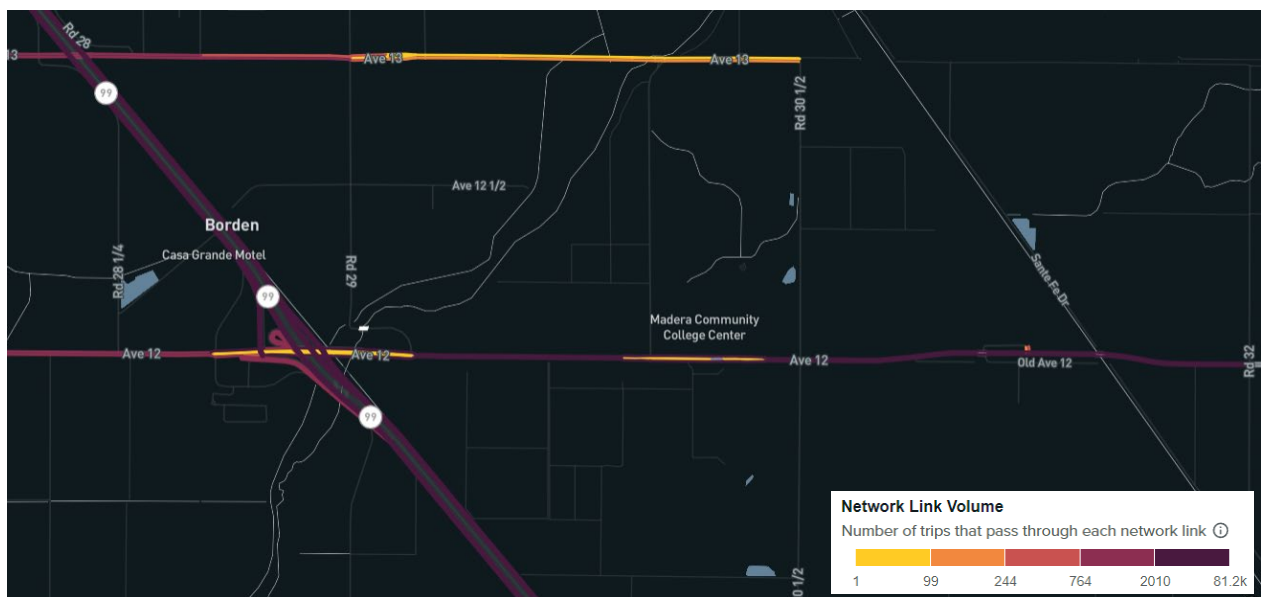 Rd 28
13
Ave 13
Ave 13
99
Rd 30 1/2
Ave 12 1/2
Borden
Casa Grande Motel
Rd 28 1/4
Rd 29
Sante Fe Dr
99
Madera Community
College Center
Ave 12
Ave 12
Ave 12
Old Ave 12
Rd 32
99
0 1/2
Network Link Volume
Number of trips that pass through each network link
1 99 244 764 2010 81.2k